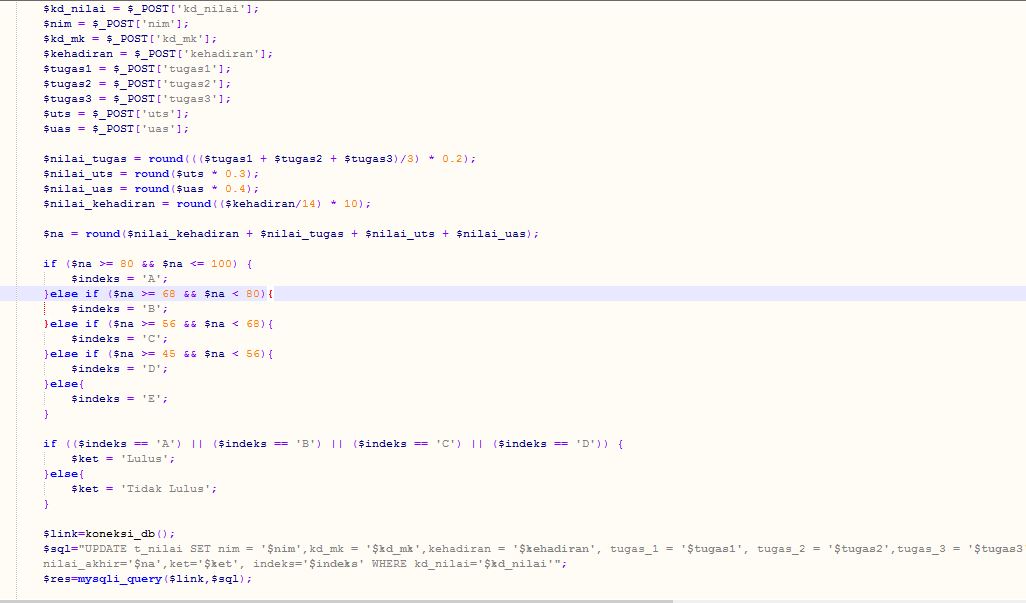 $kd_nilai = $_POST['kd_nilai'];
$nim = $_POST['nim'];
$kd_mk = $_POST['kd_mk'];
$kehadiran = $_POST['kehadiran'];
$tugas1 = $_POST['tugas1'];
$tugas2 = $_POST['tugas2'];
$tugas3 = $_POST['tugas3'];
$uts = $_POST['uts'];
$uas = $_POST['uas'];
$nilai_tugas = round((($tugas1 + $tugas2 + $tugas3)/3) * 0.2);
$nilai_uts = round($uts * 0.3);
$nilai_uas = round($uas * 0.4);
$nilai_kehadiran = round(($kehadiran/14) * 10);
$na = round($nilai_kehadiran + $nilai_tugas + $nilai_uts + $nilai_uas);
if ($na >= 80 && $na <= 100) {
$indeks = 'A';
}else if ($na >= 68 && $na < 80){
$indeks = 'B';
}else if ($na >= 56 && $na < 68){
$indeks = 'C';
}else if ($na >= 45 && $na < 56){
$indeks = 'D';
}else{
$indeks = 'E';
}
if (($indeks == 'A') || ($indeks == 'B') || ($indeks == 'C') || ($indeks == 'D')) {
$ket = 'Lulus';
}else{
$ket = 'Tidak Lulus';
}
$link=koneksi_db();
$sql="UPDATE t_nilai SET nim = '$nim',kd_mk = '$kd_mk',kehadiran = '$kehadiran', tugas_1 = '$tugas1', tugas_2 = '$tugas2',tugas_3 = '$tugas3
nilai_akhir='$na',ket='$ket', indeks='$indeks' WHERE kd_nilai='$kd_nilai'";
$res=mysqli_query($link,$sql);